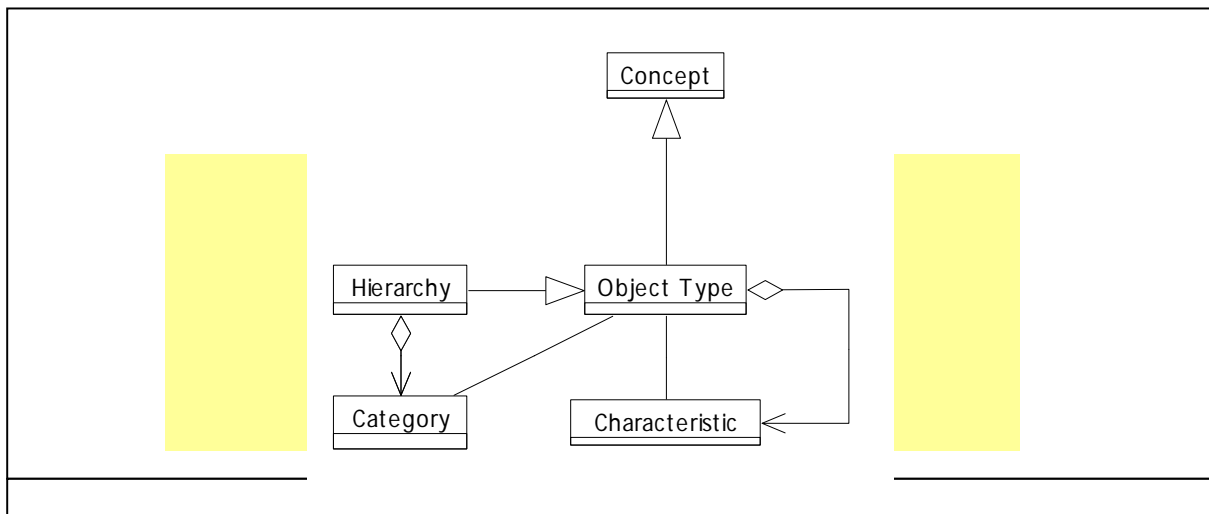 Concept
Hierarchy
Object Type
Category
Characteristic